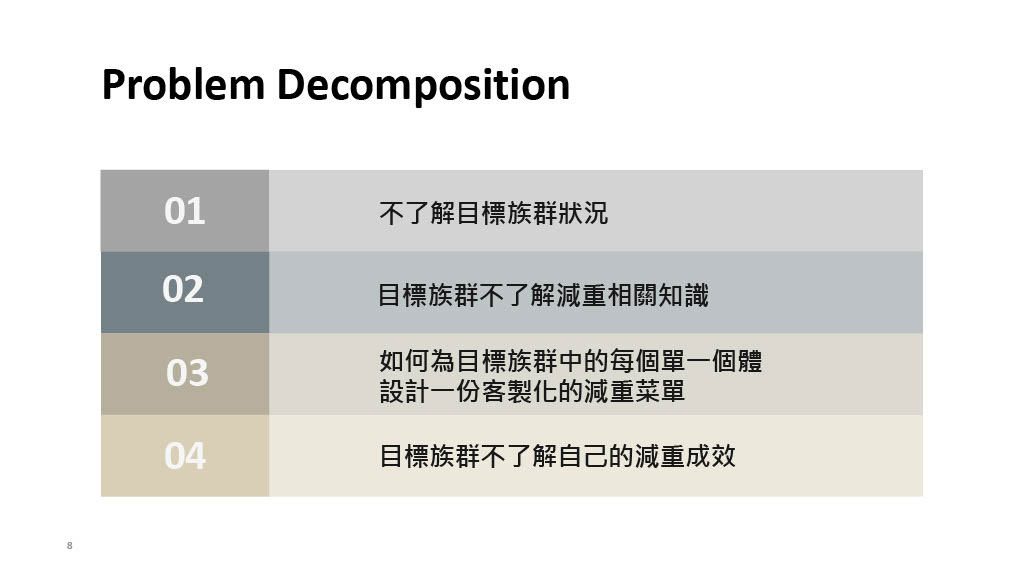 Problem Decomposition
01
不了解目標族群狀況
02
目標族群不了解減重相關知識
03
如何為目標族群中的每個單一個體
設計一份客製化的減重菜單
04
目標族群不了解自己的減重成效
8